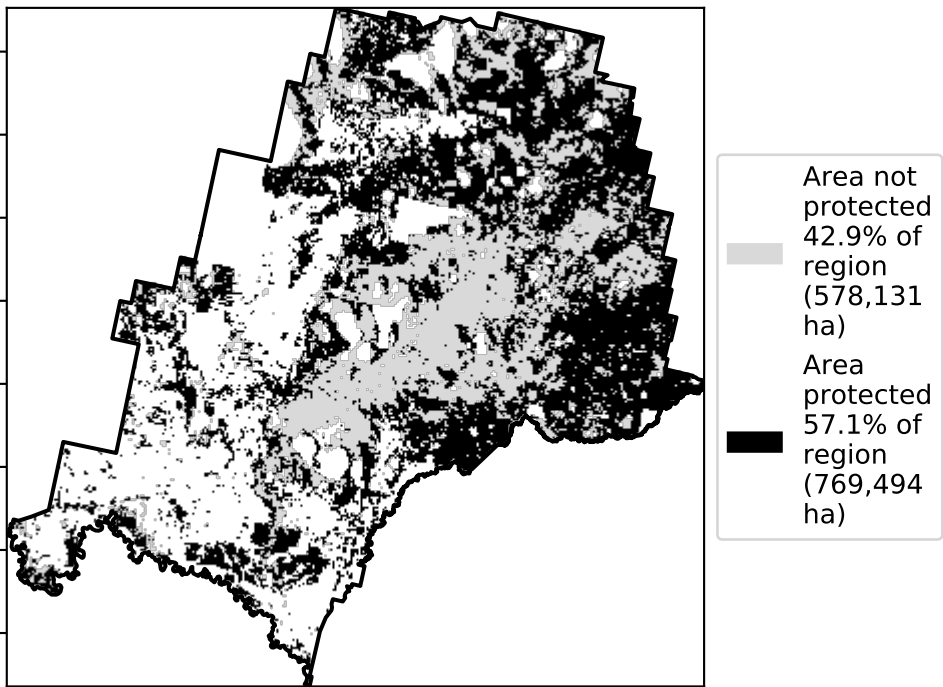 Area not
protected
42.9% of
region
(578,131
ha)
Area
protected
57.1% of
region
(769,494
ha)